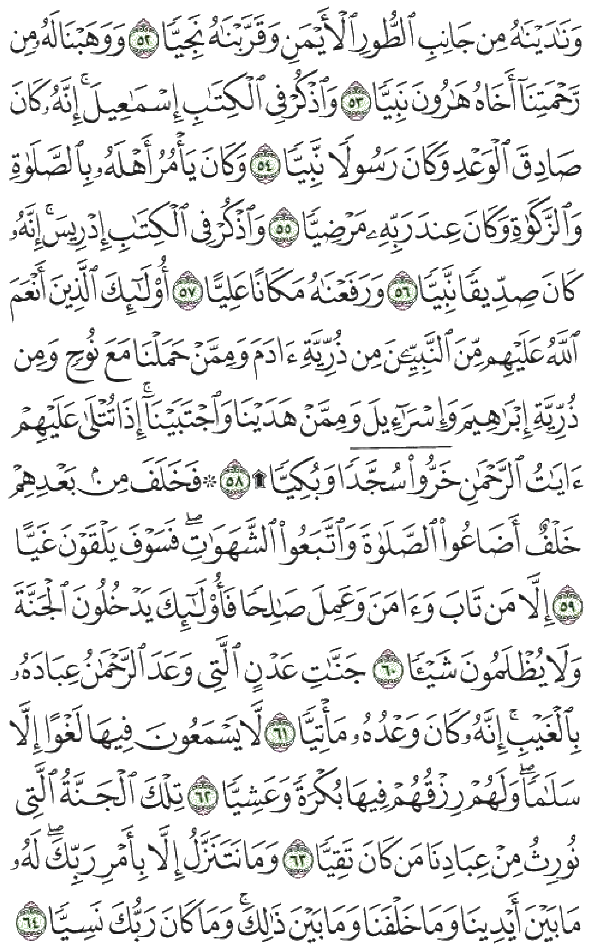 وَنَٰدَيْنَٰهُ مِن جَانِبِ ٱلطُّورِ ٱلْأَيْمَنِ وَقَرَّبْنَٰهُ نَجِيًّا ٥٢ وَوَهَبْنَا لَهُۥ مِن
رَّحْمَتِنَآ أَخَاهُ هَٰرُونَ نَبِيًّا ٥٣ وَٱذْكُرْ فِى ٱلْكِتَٰبِ إِسْمَٰعِيلَ ۚ إِنَّهُۥ كَانَ
صَادِقَ ٱلْوَعْدِ وَكَانَ رَسُولًا نَّبِيًّا ٥٤ وَكَانَ يَأْمُرُ أَهْلَهُۥ بِٱلصَّلَوٰةِ
وَٱلزَّكَوٰةِ وَكَانَ عِندَ رَبِّهِۦ مَرْضِيًّا ٥٥ وَٱذْكُرْ فِى ٱلْكِتَٰبِ إِدْرِيسَ ۚ إِنَّهُۥ
كَانَ صِدِّيقًا نَّبِيًّا ٥٦ وَرَفَعْنَٰهُ مَكَانًا عَلِيًّا ٥٧ أُو۟لَٰٓئِكَ ٱلَّذِينَ أَنْعَمَ
ٱللَّهُ عَلَيْهِم مِّنَ ٱلنَّبِيِّۦنَ مِن ذُرِّيَّةِ ءَادَمَ وَمِمَّنْ حَمَلْنَا مَعَ نُوحٍ وَمِن
ذُرِّيَّةِ إِبْرَٰهِيمَ وَإِسْرَٰٓءِيلَ وَمِمَّنْ هَدَيْنَا وَٱجْتَبَيْنَآ ۚ إِذَا تُتْلَىٰ عَلَيْهِمْ
ءَايَٰتُ ٱلرَّحْمَٰنِ خَرُّوا۟ سُجَّدًا وَبُكِيًّا ۩ ٥٨ ۞ فَخَلَفَ مِنۢ بَعْدِهِمْ
خَلْفٌ أَضَاعُوا۟ ٱلصَّلَوٰةَ وَٱتَّبَعُوا۟ ٱلشَّهَوَٰتِ ۖ فَسَوْفَ يَلْقَوْنَ غَيًّا
٥٩ إِلَّا مَن تَابَ وَءَامَنَ وَعَمِلَ صَٰلِحًا فَأُو۟لَٰٓئِكَ يَدْخُلُونَ ٱلْجَنَّةَ
وَلَا يُظْلَمُونَ شَيْـًٔا ٦٠ جَنَّٰتِ عَدْنٍ ٱلَّتِى وَعَدَ ٱلرَّحْمَٰنُ عِبَادَهُۥ
بِٱلْغَيْبِ ۚ إِنَّهُۥ كَانَ وَعْدُهُۥ مَأْتِيًّا ٦١ لَّا يَسْمَعُونَ فِيهَا لَغْوًا إِلَّا
سَلَٰمًا ۖ وَلَهُمْ رِزْقُهُمْ فِيهَا بُكْرَةً وَعَشِيًّا ٦٢ تِلْكَ ٱلْجَنَّةُ ٱلَّتِى
نُورِثُ مِنْ عِبَادِنَا مَن كَانَ تَقِيًّا ٦٣ وَمَا نَتَنَزَّلُ إِلَّا بِأَمْرِ رَبِّكَ ۖ لَهُۥ
مَا بَيْنَ أَيْدِينَا وَمَا خَلْفَنَا وَمَا بَيْنَ ذَٰلِكَ ۚ وَمَا كَانَ رَبُّكَ نَسِيًّا ٦٤